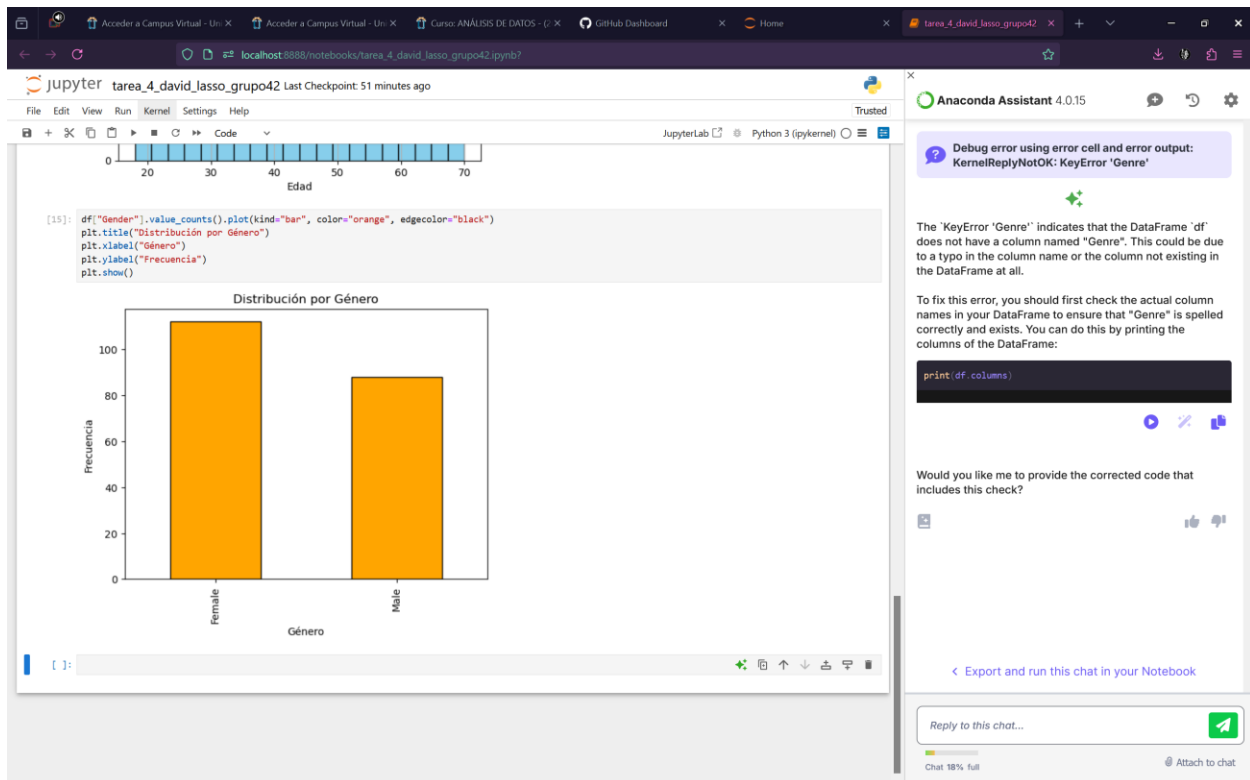 Acceder a Campus Virtual - Uni
Acceder a Campus Virtual - Uni
Curso: ANÁLISIS DE DATOS - (2
GitHub Dashboard
Home
tarea_4_david_lasso_grupo42
localhost:8888/notebooks/tarea_4_david_lasso_grupo42.ipynb?
jupyter tarea_4_david_lasso_grupo42 Last Checkpoint: 51 minutes ago
File Edit View Run Kernel Settings Help
Trusted
Code
JupyterLab
Python 3 (ipykernel)
0
20 30 40 50 60 70
Edad
[15]: df["Gender"].value_counts().plot(kind="bar", color="orange", edgecolor="black")
plt.title("Distribución por Género")
plt.xlabel("Género")
plt.ylabel("Frecuencia")
plt.show()
Distribución por Género
100
80
60
40
20
0
Frecuencia
Female
Male
Género
[ ]:
Anaconda Assistant 4.0.15
Debug error using error cell and error output:
KernelReplyNotOK: KeyError 'Genre'
The `KeyError 'Genre'` indicates that the DataFrame `df`
does not have a column named "Genre". This could be due
to a typo in the column name or the column not existing in
the DataFrame at all.
To fix this error, you should first check the actual column
names in your DataFrame to ensure that "Genre" is spelled
correctly and exists. You can do this by printing the
columns of the DataFrame:
print(df.columns)
Would you like me to provide the corrected code that
includes this check?
< Export and run this chat in your Notebook
Reply to this chat...
Chat 18% full
Attach to chat